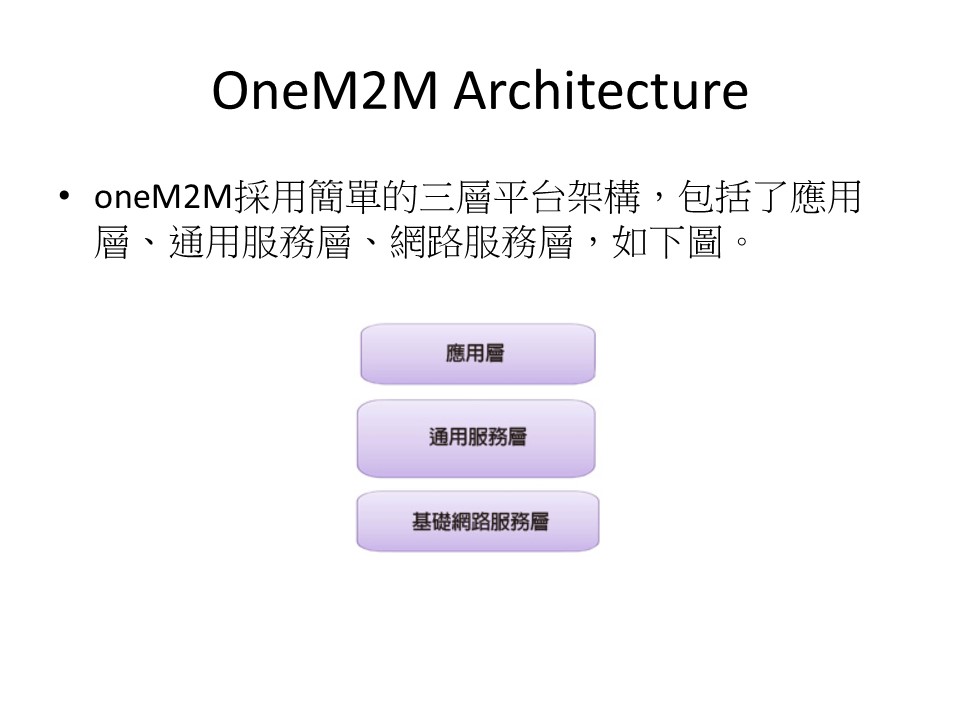 OneM2M Architecture
• oneM2M採用簡單的三層平台架構，包括了應用
層、通用服務層、網路服務層，如下圖。
應用層
通用服務層
基礎網路服務層